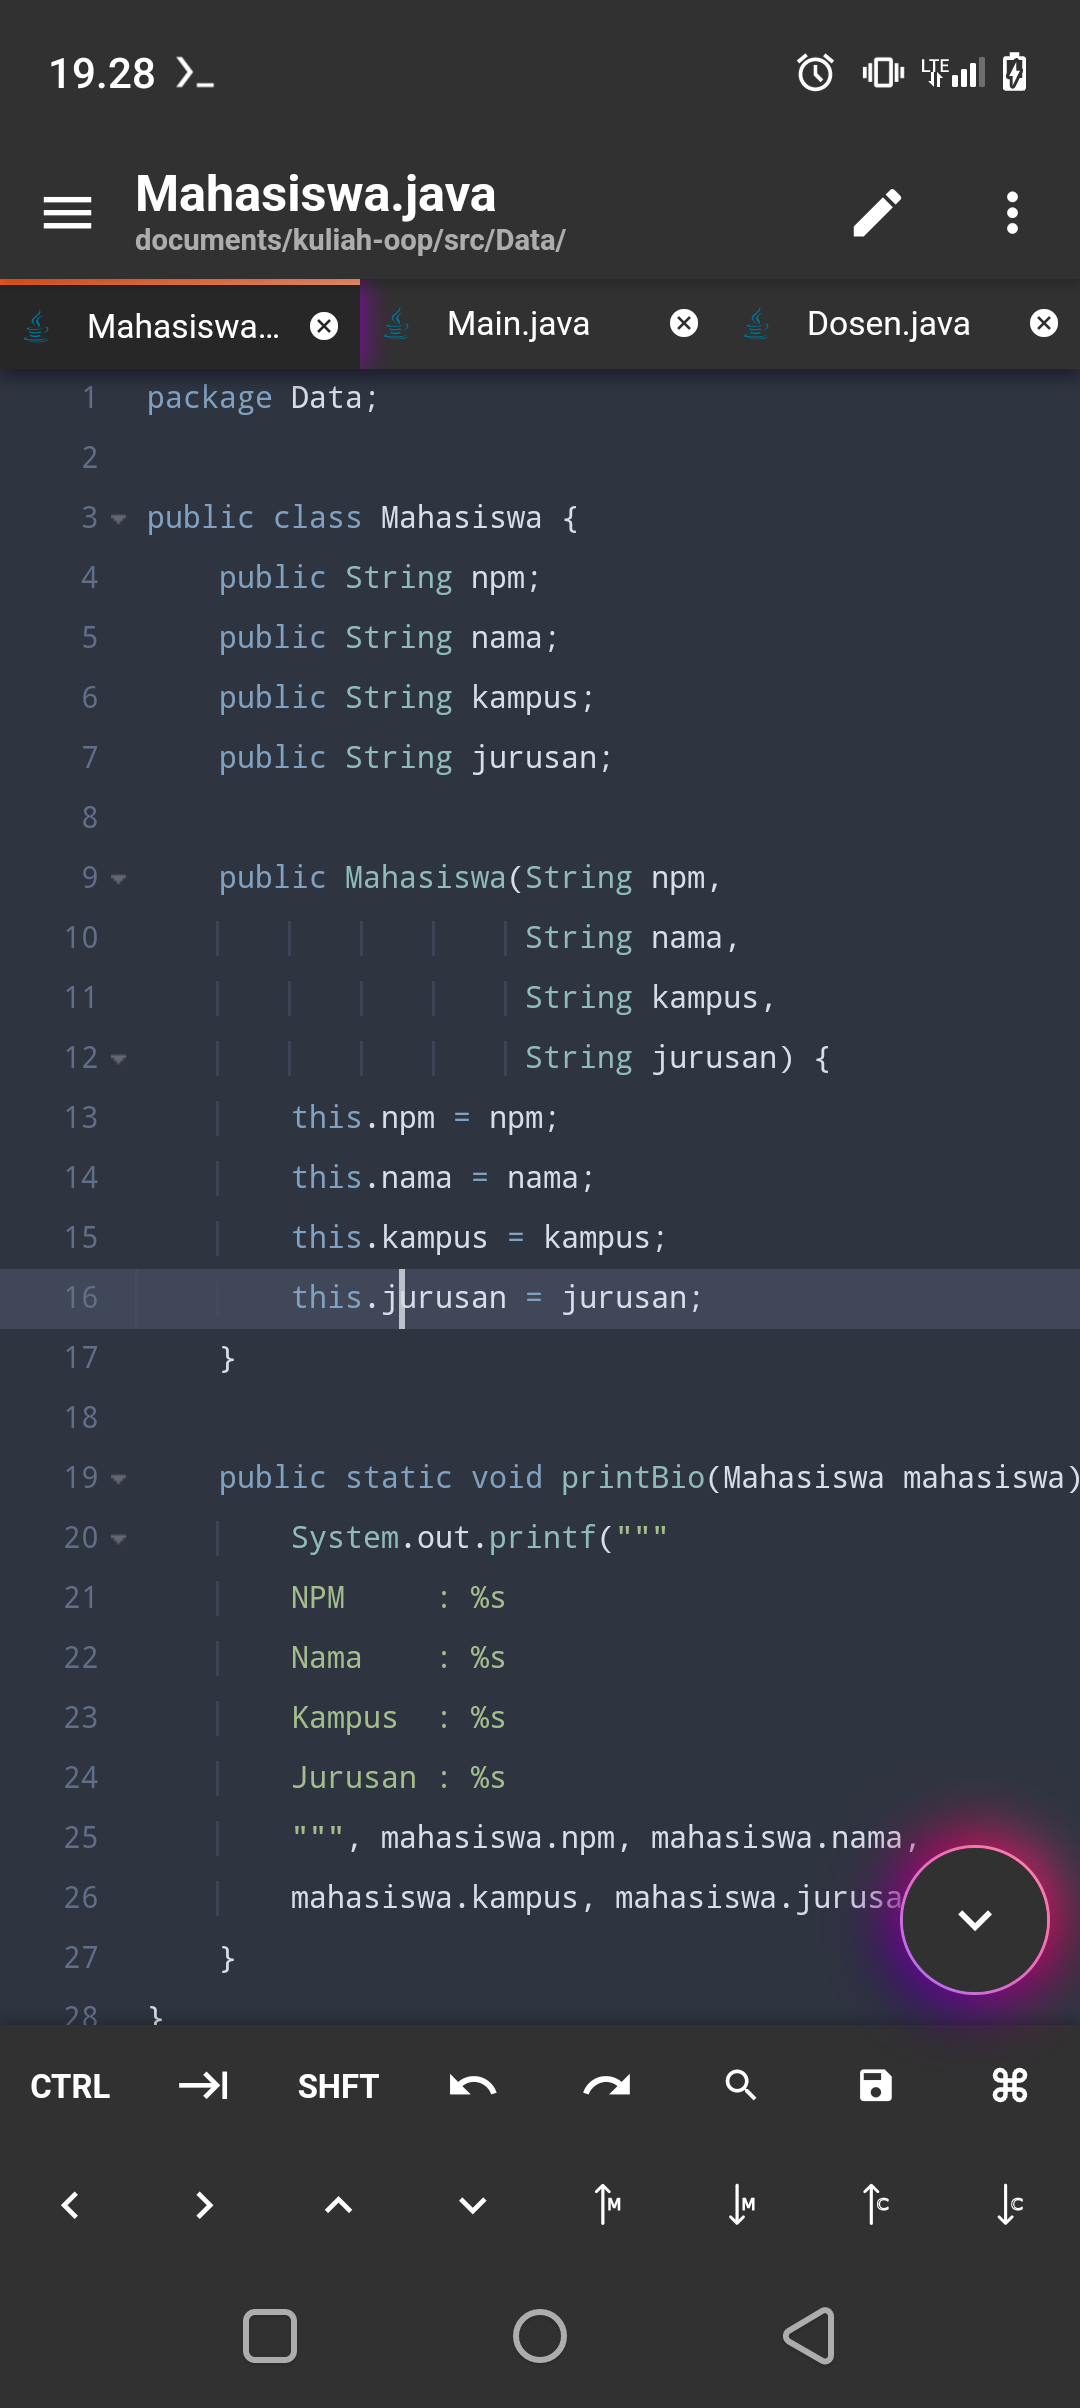 19.28
LTE
Mahasiswa.java
documents/kuliah-oop/src/Data/
Mahasiswa... Main.java Dosen.java
1 package Data;
2
3 public class Mahasiswa {
4     public String npm;
5     public String nama;
6     public String kampus;
7     public String jurusan;
8
9     public Mahasiswa(String npm,
10                      String nama,
11                      String kampus,
12                      String jurusan) {
13         this.npm = npm;
14         this.nama = nama;
15         this.kampus = kampus;
16         this.jurusan = jurusan;
17     }
18
19     public static void printBio(Mahasiswa mahasiswa)
20         System.out.printf("""
21         NPM     : %s
22         Nama    : %s
23         Kampus  : %s
24         Jurusan : %s
25         """, mahasiswa.npm, mahasiswa.nama,
26         mahasiswa.kampus, mahasiswa.jurusa
27     }
28 }
CTRL SHFT
M M C C